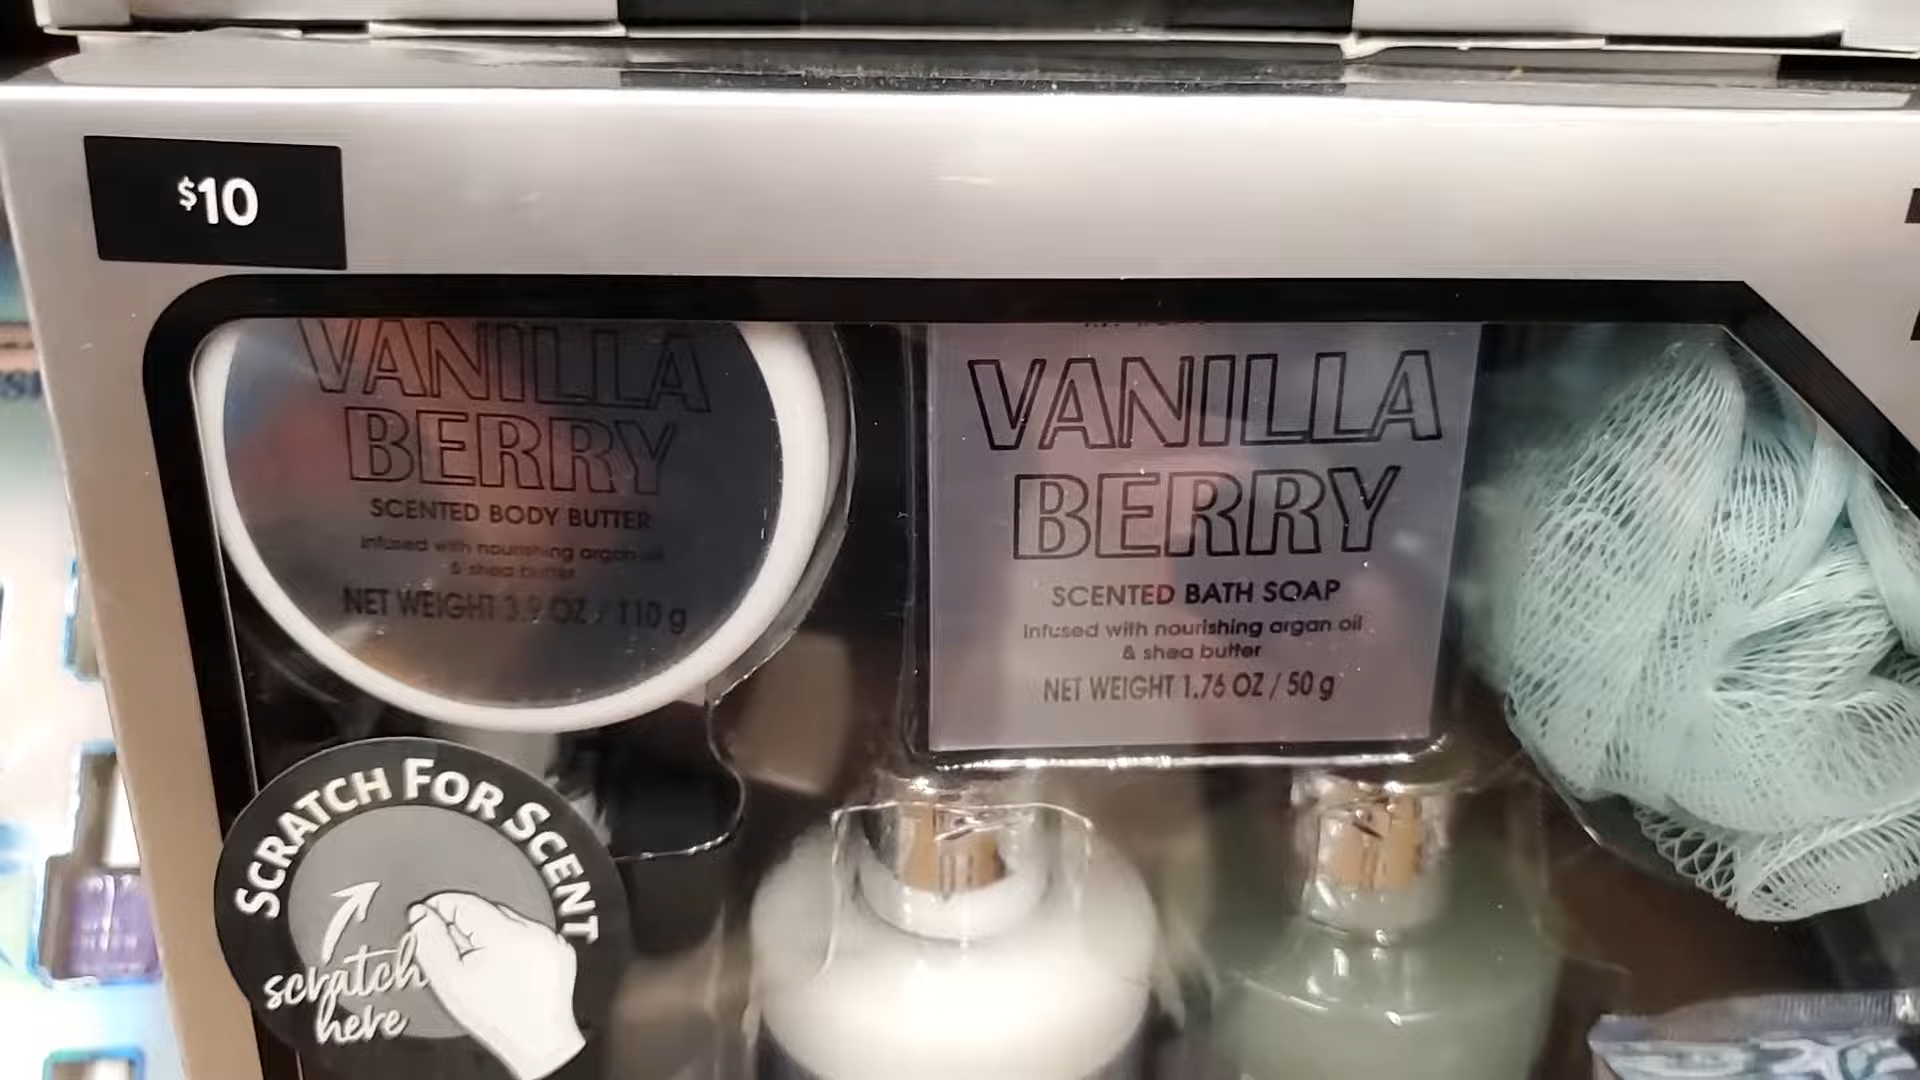 $10
VANILLA
BERRY
SCENTED BODY BUTTER
infused with nourishing argan oil
& shea butter
NET WEIGHT 3.9 OZ / 110 g
VANILLA
BERRY
SCENTED BATH SOAP
infused with nourishing argan oil
& shea butter
NET WEIGHT 1.76 OZ / 50 g
SCRATCH FOR SCENT
scratch
here